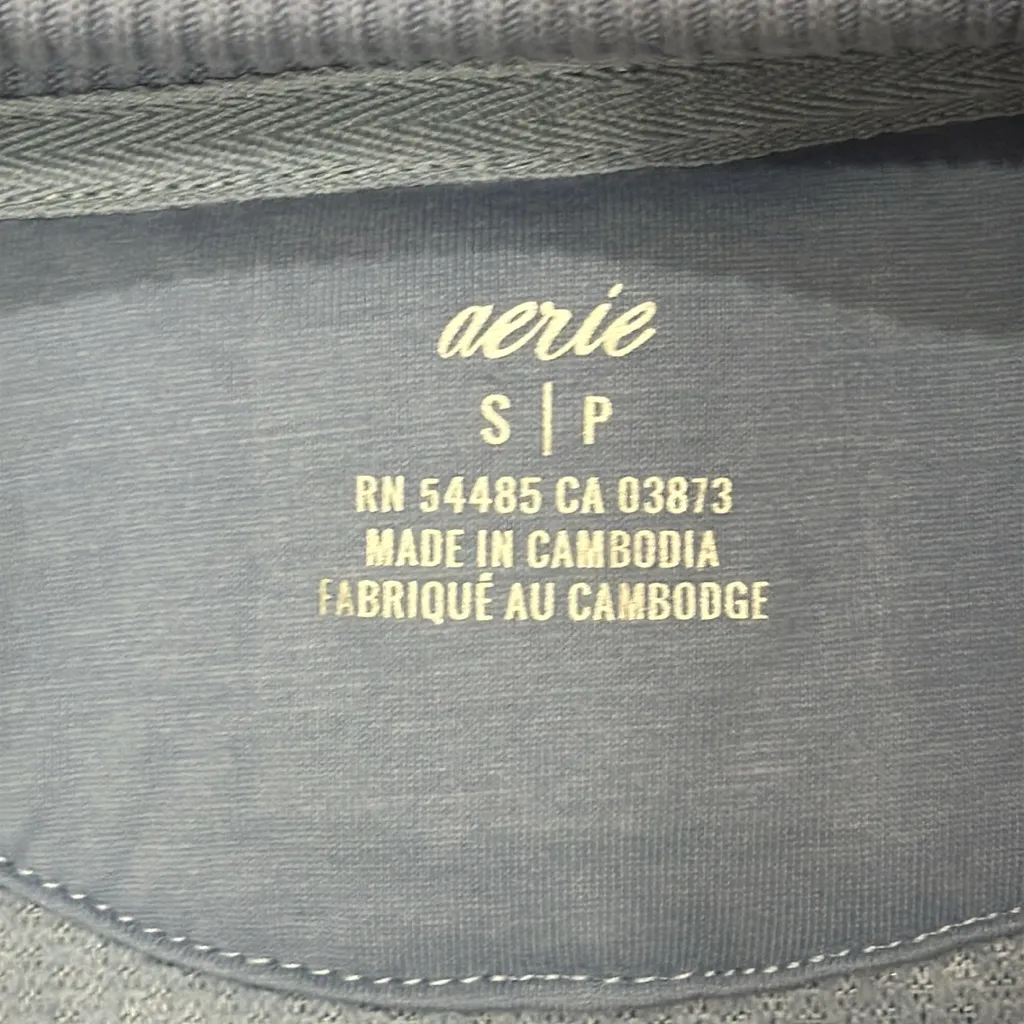 aerie
S | P
RN 54485 CA 03873
MADE IN CAMBODIA
FABRIQUÉ AU CAMBODGE